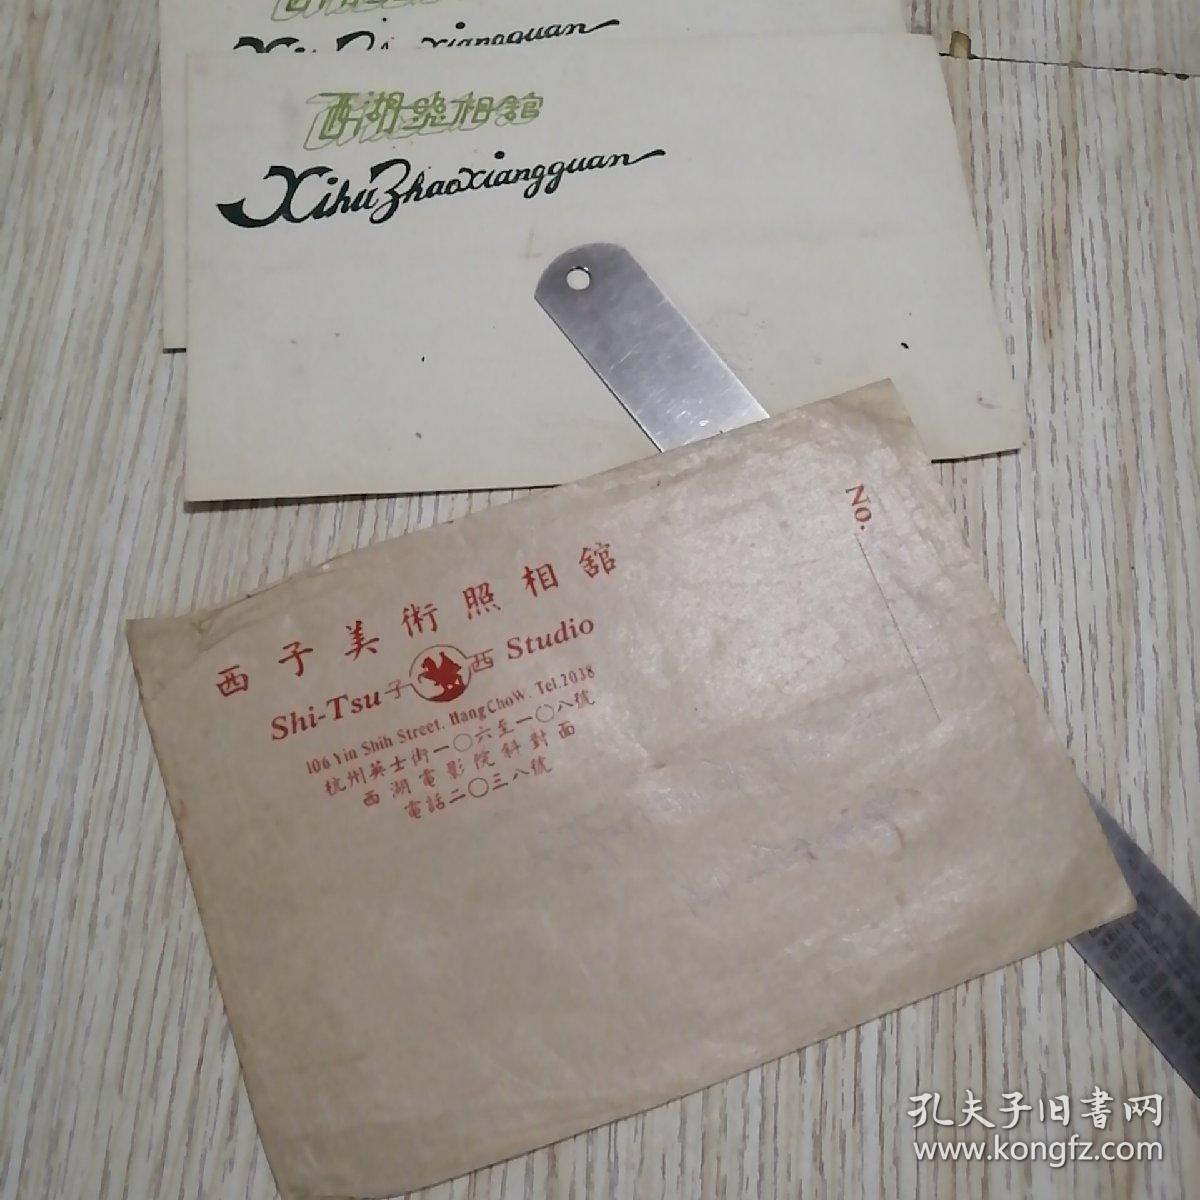 xiangguan
西湖照相館
XihuZhaoxiangguan
NO.
西子美術照相舘
Shi-Tsu 子 西 Studio
106 Yin Shih Street. HangChoW. Tel.2038
杭州英士街一〇六至一〇八號
西湖電影院斜對面
電話二〇三八號
孔夫子旧書网
www.kongfz.com